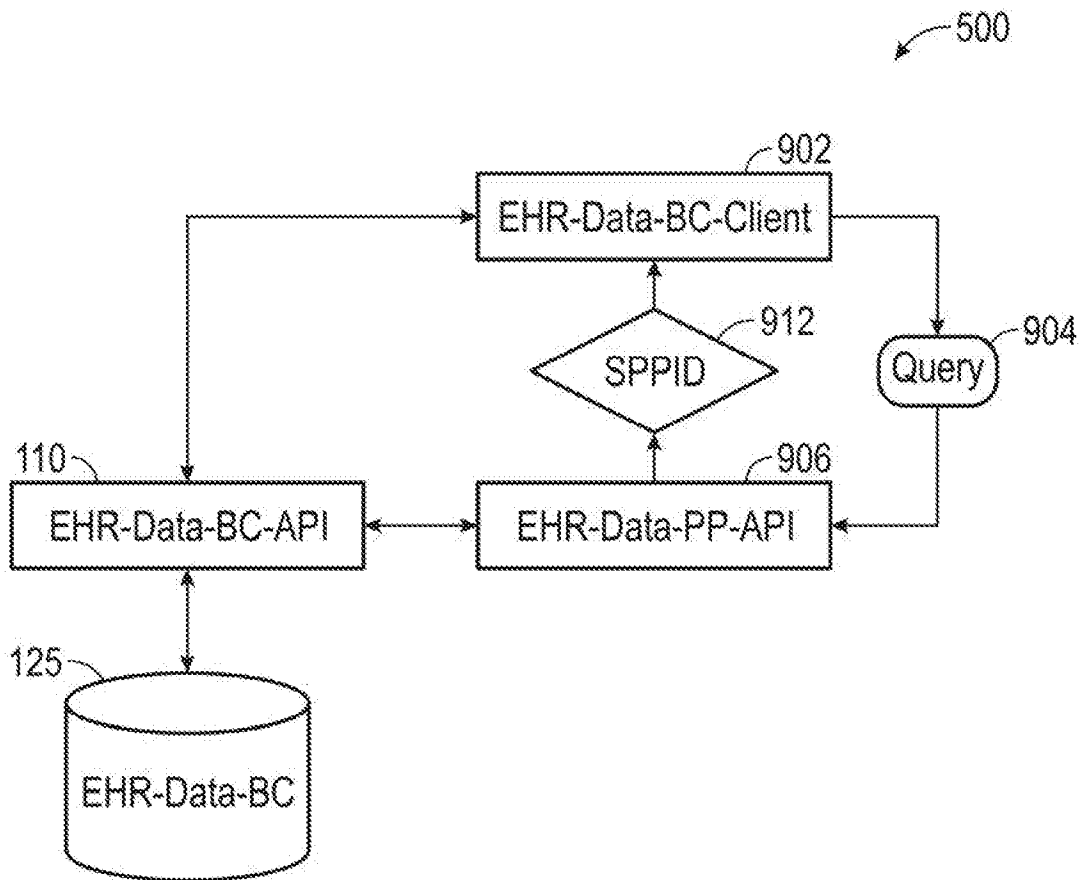 500
902
EHR-Data-BC-Client
912
SPPID
904
Query
110
EHR-Data-BC-API
906
EHR-Data-PP-API
125
EHR-Data-BC